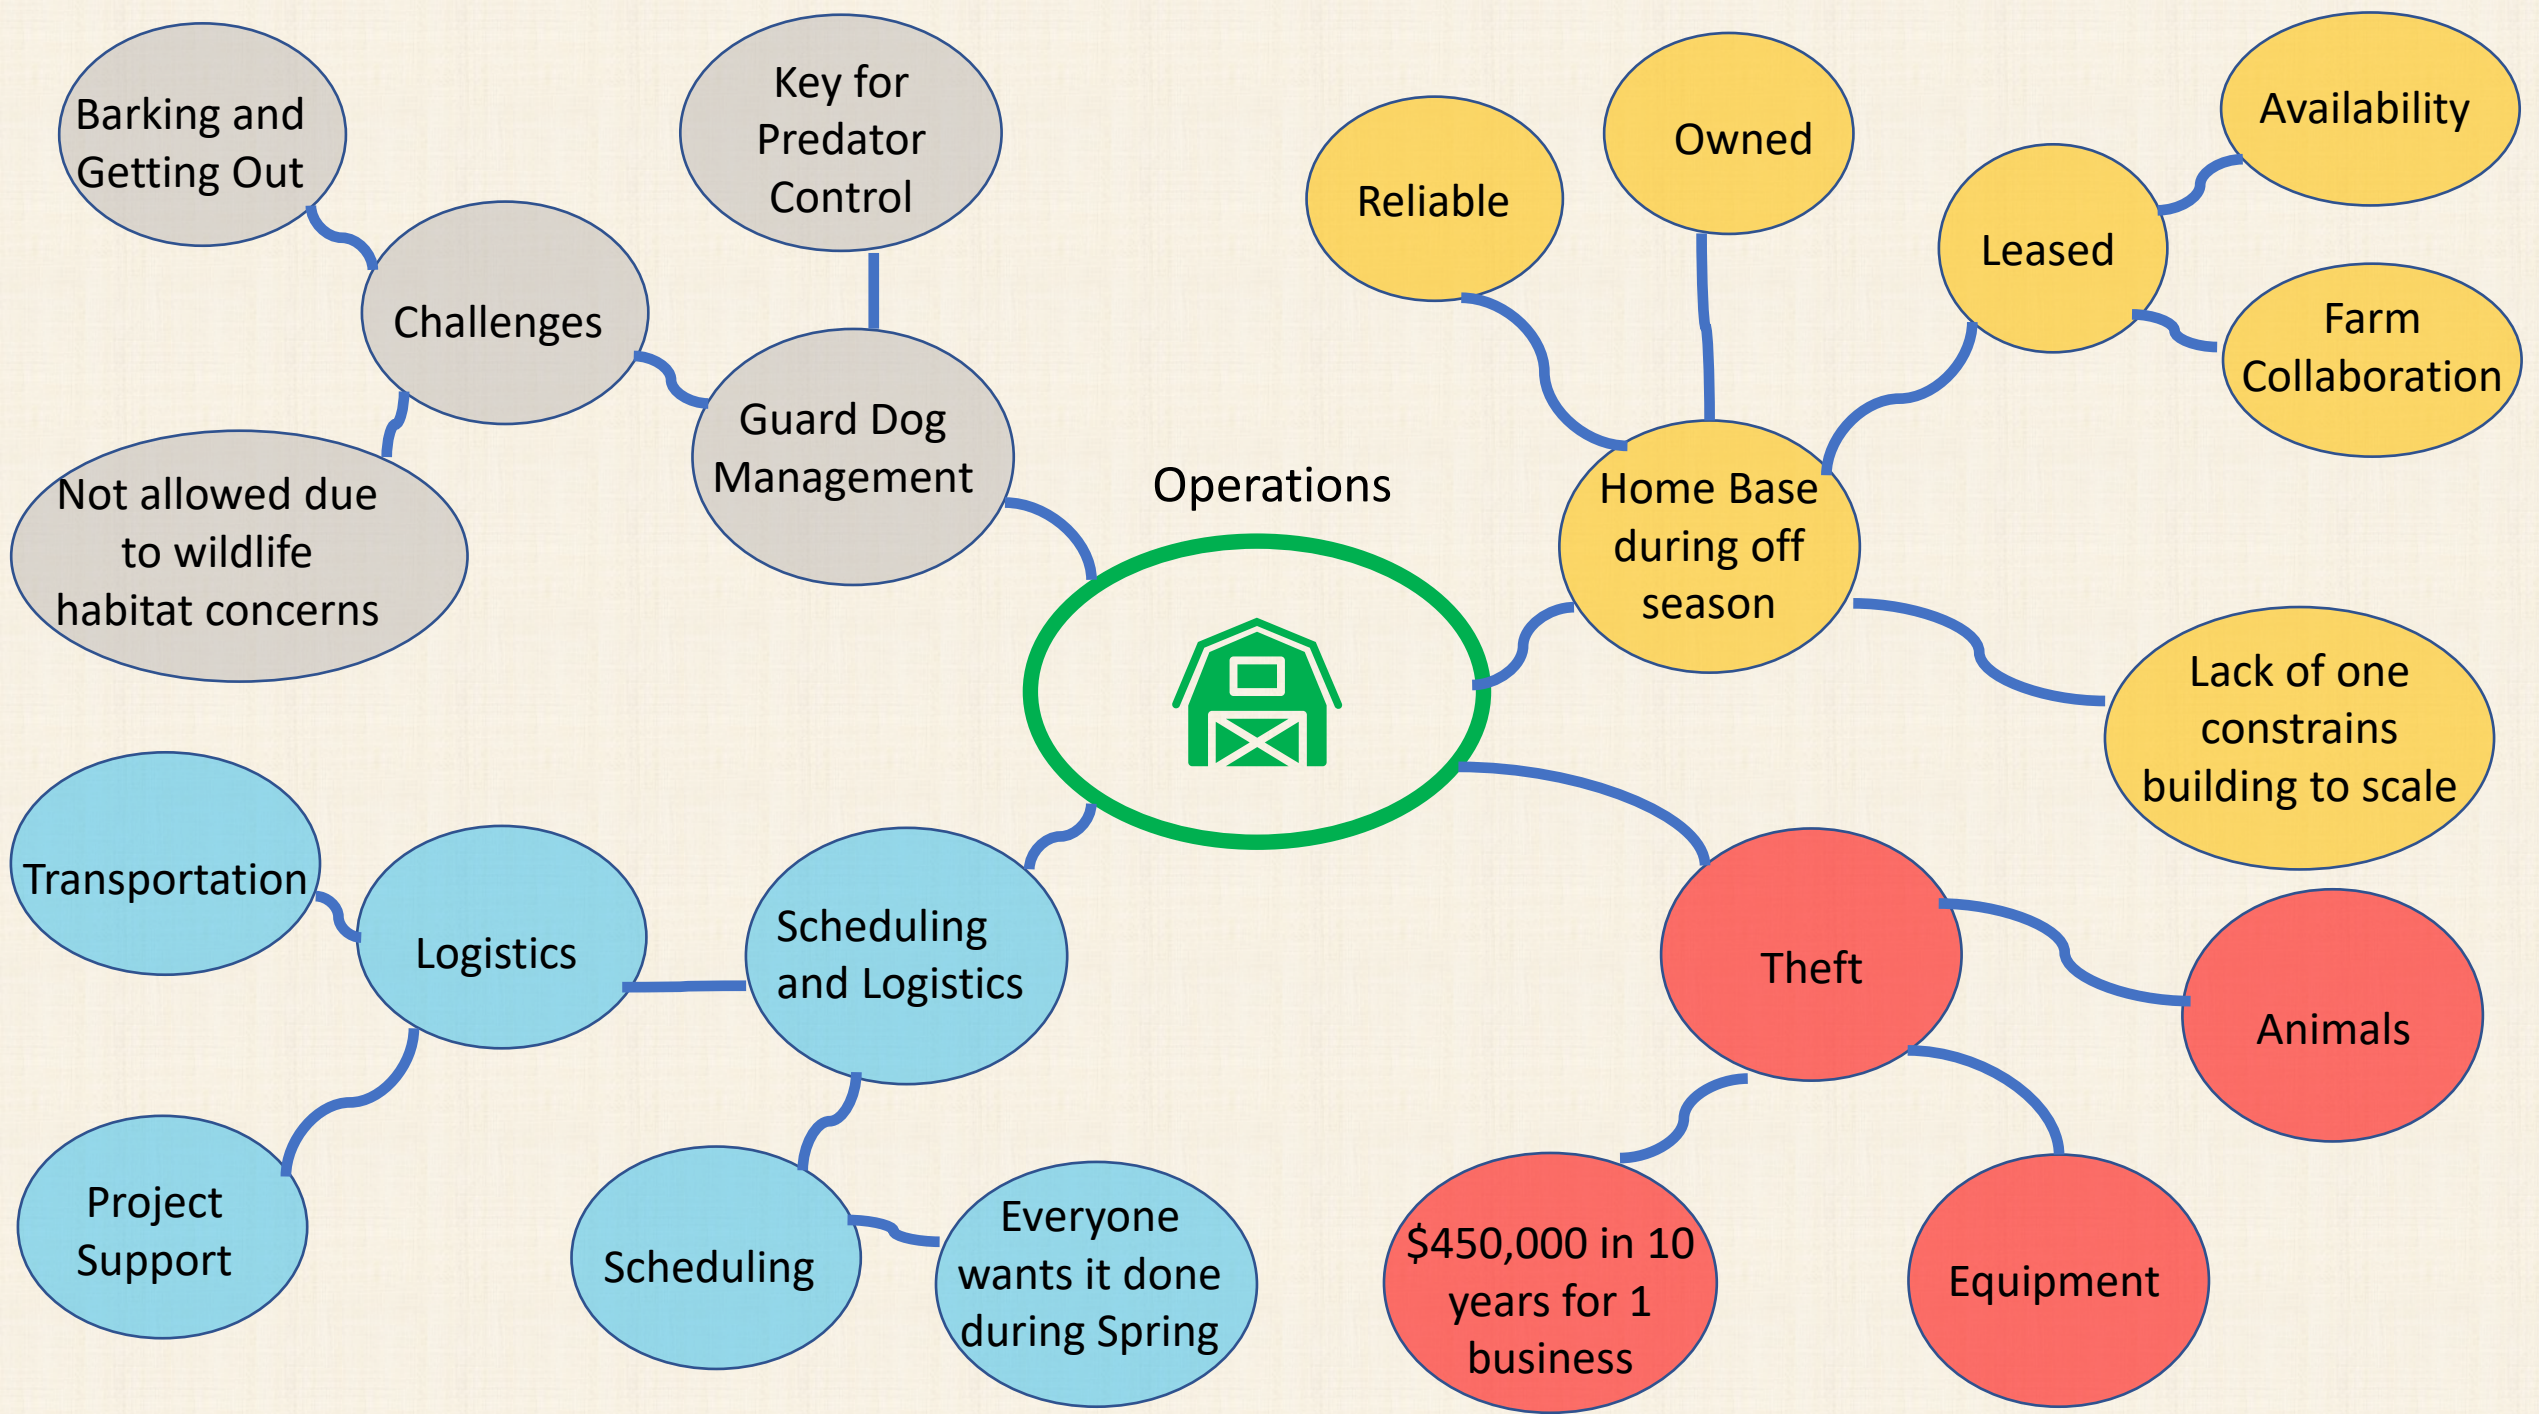 Barking and
Getting Out
Key for
Predator
Control
Challenges
Guard Dog
Management
Not allowed due
to wildlife
habitat concerns
Operations
Reliable
Owned
Leased
Availability
Farm
Collaboration
Home Base
during off
season
Lack of one
constrains
building to scale
Transportation
Logistics
Scheduling
and Logistics
Project
Support
Scheduling
Everyone
wants it done
during Spring
Theft
Animals
$450,000 in 10
years for 1
business
Equipment